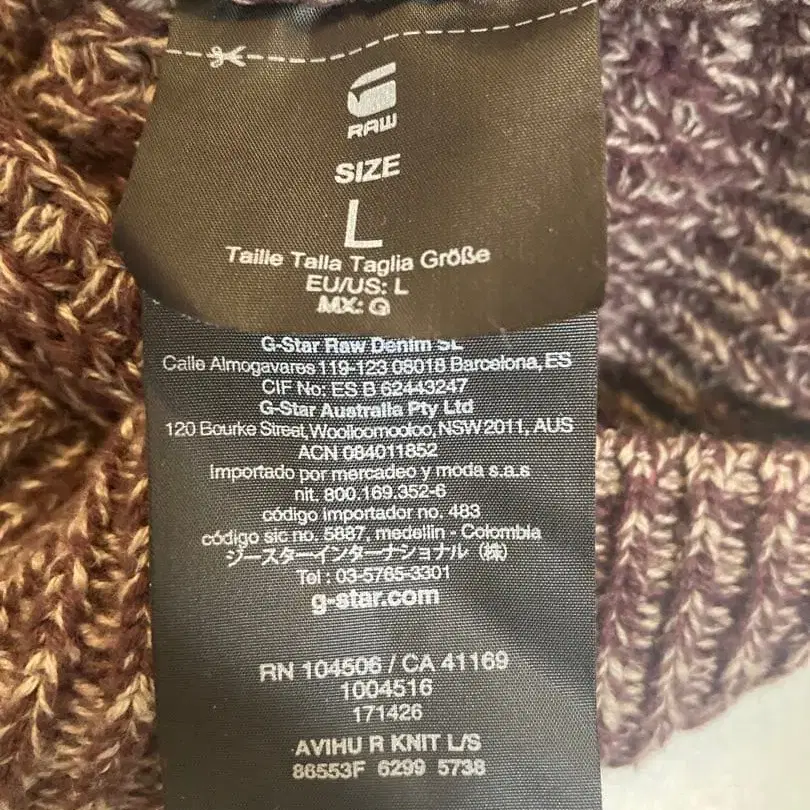 RAW
SIZE
L
Taille Talla Taglia Größe
EU/US: L
MX: G
G-Star Raw Denim SL
Calle Almogavares 119-123 08018 Barcelona, ES
CIF No: ES B 62443247
G-Star Australia Pty Ltd
120 Bourke Street, Woolloomooloo, NSW 2011, AUS
ACN 084011852
Importado por mercadeo y moda s.a.s
nit. 800.169.352-6
código importador no. 483
código sic no. 5887, medellin - Colombia
ジースターインターナショナル（株）
Tel : 03-5765-3301
g-star.com
RN 104506 / CA 41169
1004516
171426
AVIHU R KNIT L/S
86553F 6299 5738